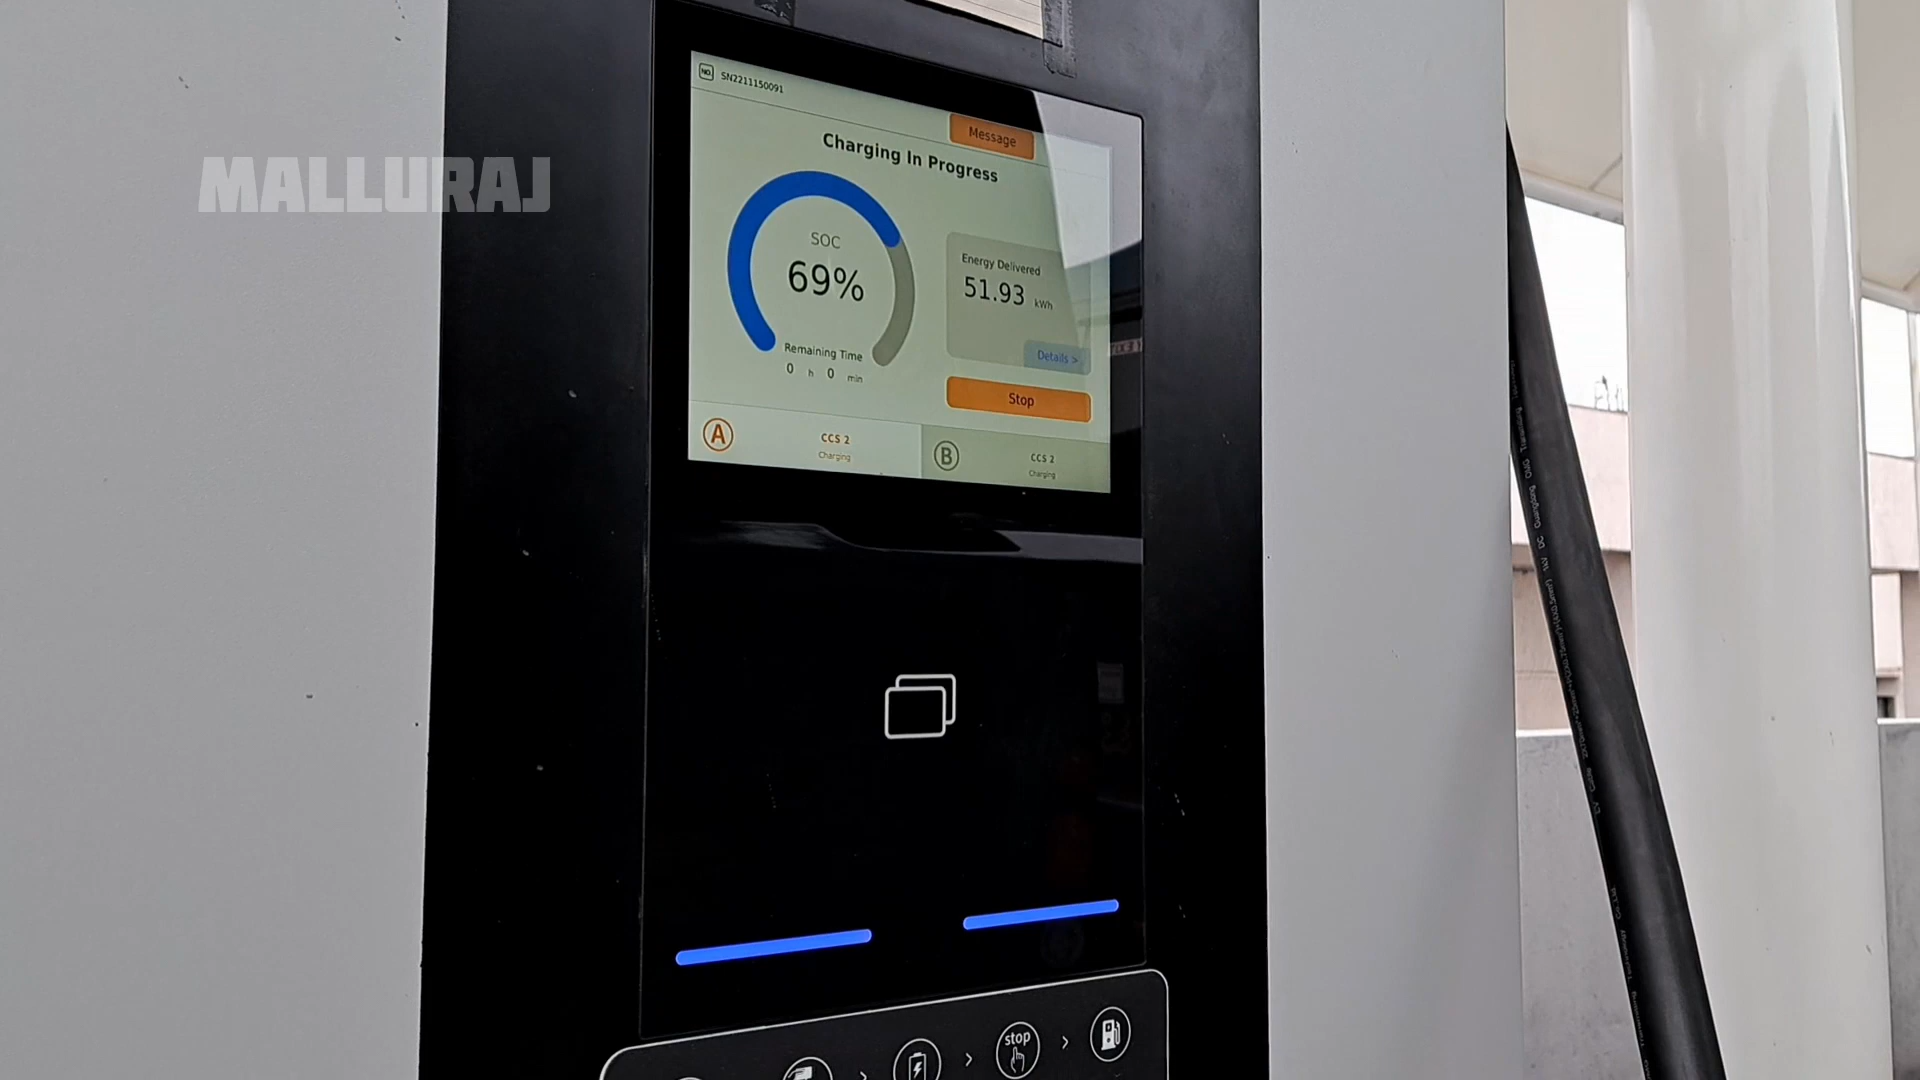 MALLURAJ
NO.
SN2211150091
Message
Charging In Progress
SOC
69%
Remaining Time
0 h 0 min
Energy Delivered
51.93 kWh
Details >
Stop
A
CCS 2
Charging
B
CCS 2
Charging
stop